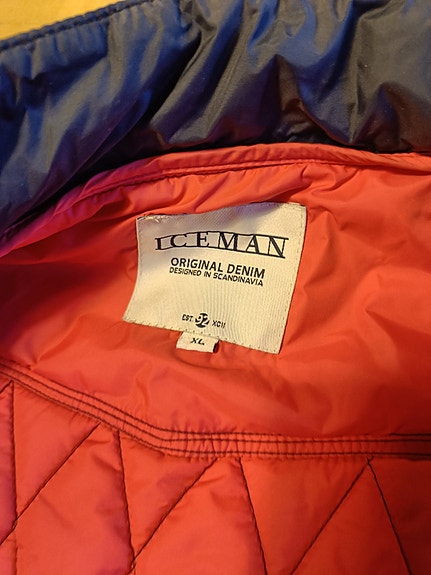 ICEMAN
ORIGINAL DENIM
DESIGNED IN SCANDINAVIA
EST. 92 XCII
XL